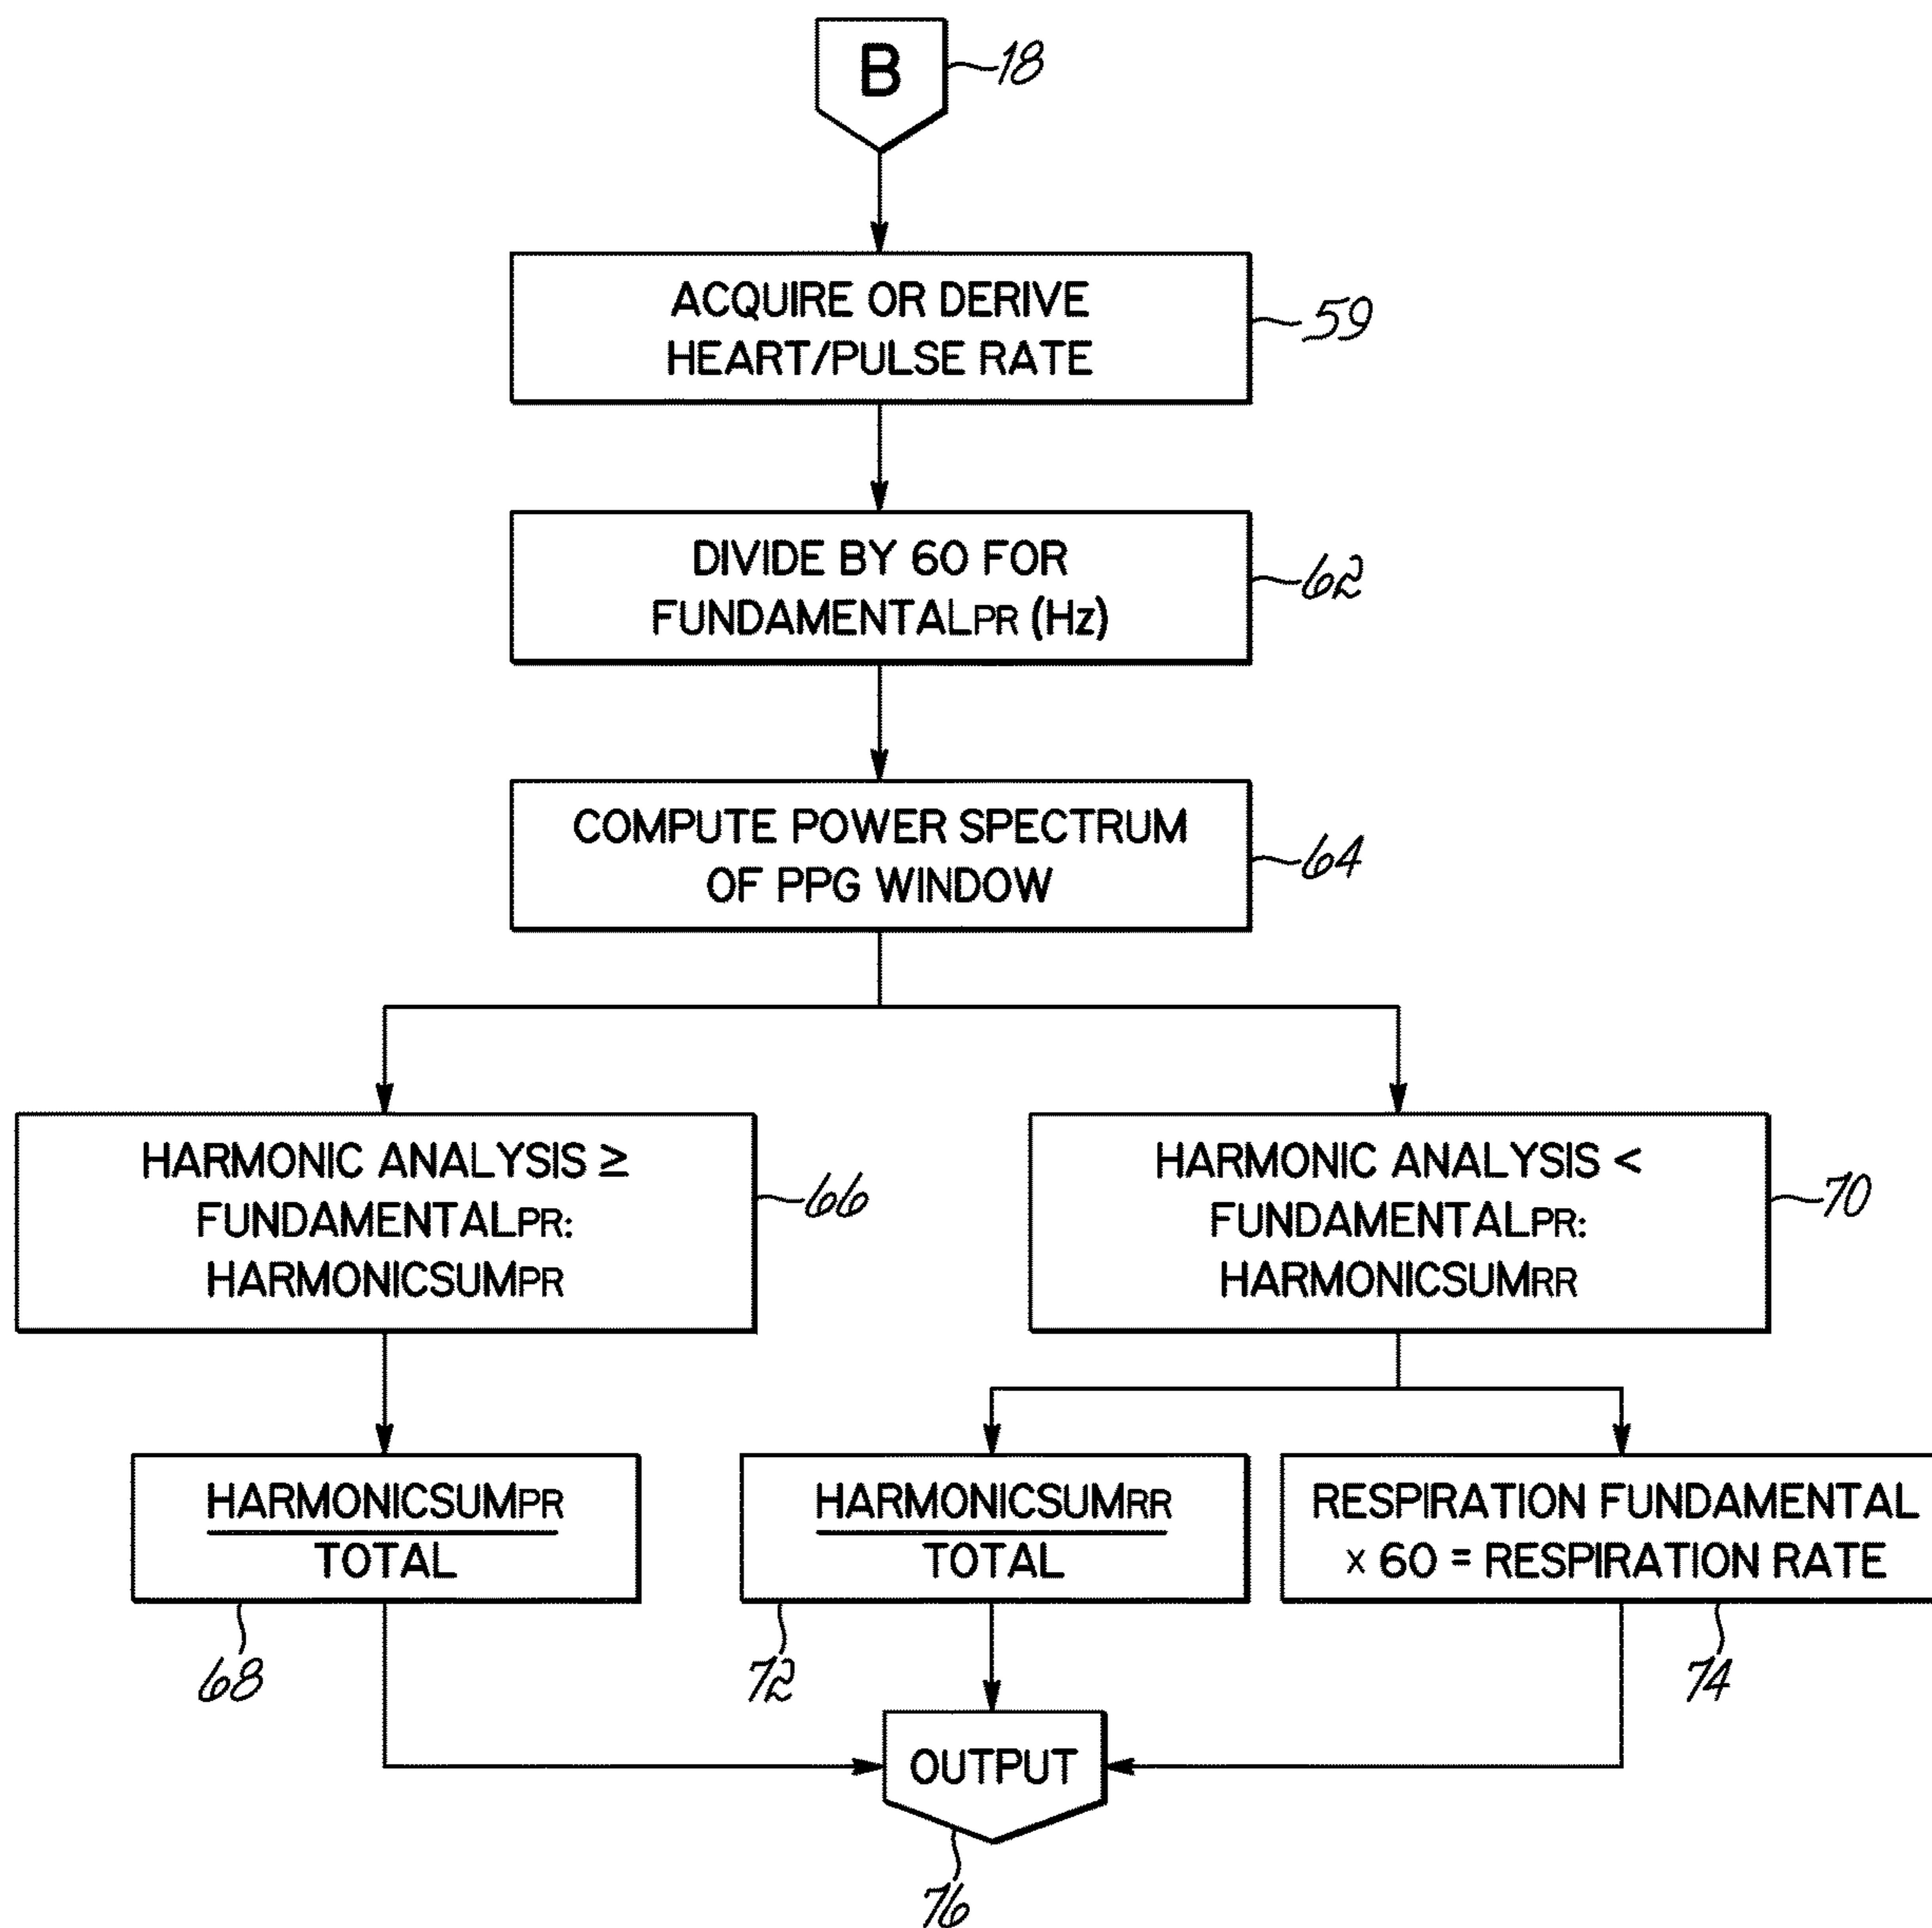 B
18
ACQUIRE OR DERIVE
HEART/PULSE RATE
59
DIVIDE BY 60 FOR
FUNDAMENTALPR (Hz)
62
COMPUTE POWER SPECTRUM
OF PPG WINDOW
64
HARMONIC ANALYSIS ≥
FUNDAMENTALPR:
HARMONICSUMPR
66
HARMONIC ANALYSIS <
FUNDAMENTALPR:
HARMONICSUMRR
70
HARMONICSUMPR
TOTAL
68
HARMONICSUMRR
TOTAL
72
RESPIRATION FUNDAMENTAL
× 60 = RESPIRATION RATE
74
OUTPUT
76